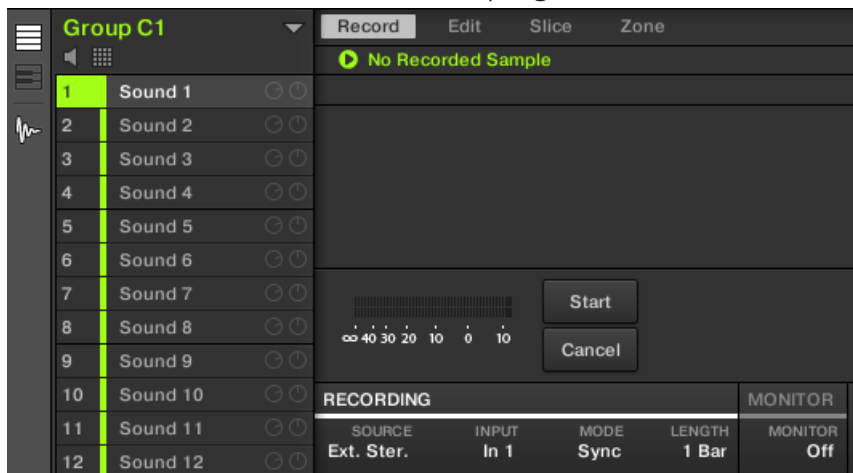 Group C1
1 Sound 1
2 Sound 2
3 Sound 3
4 Sound 4
5 Sound 5
6 Sound 6
7 Sound 7
8 Sound 8
9 Sound 9
10 Sound 10
11 Sound 11
12 Sound 12
Record Edit Slice Zone
No Recorded Sample
∞ 40 30 20 10 0 10
Start
Cancel
RECORDING MONITOR
SOURCE INPUT MODE LENGTH MONITOR
Ext. Ster. In 1 Sync 1 Bar Off